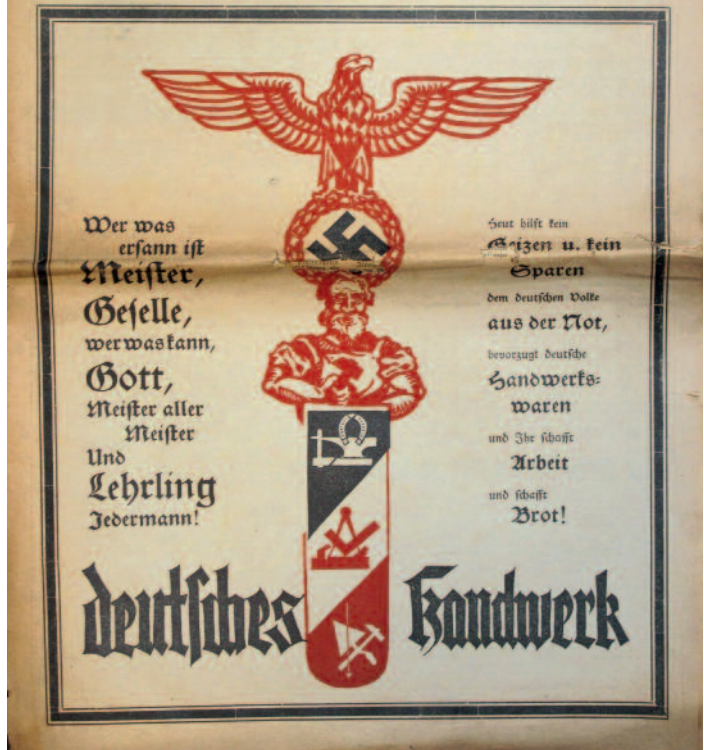 Wer was
ersann ist
Meister,
Geselle,
wer was kann,
Gott,
Meister aller
Meister
Und
Lehrling
Jedermann!
Heut hilft kein
Geizen u. kein
Sparen
dem deutschen Volke
aus der Not,
bevorzugt deutsche
Handwerks-
waren
und Ihr schafft
Arbeit
und schafft
Brot!
deutsches Handwerk